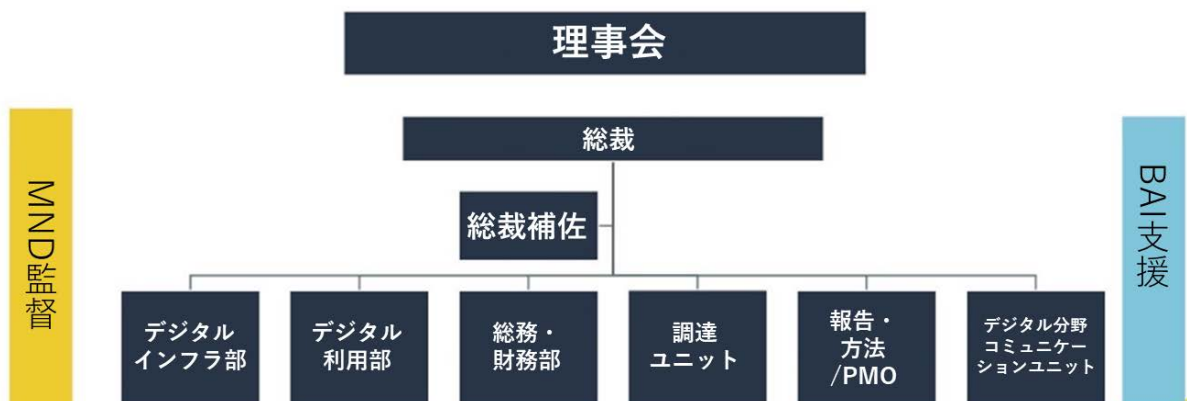 理事会
総裁
総裁補佐
MND監督
BAI支援
デジタル
インフラ部
デジタル
利用部
総務・
財務部
調達
ユニット
報告・
方法
/PMO
デジタル分野
コミュニケー
ションユニット